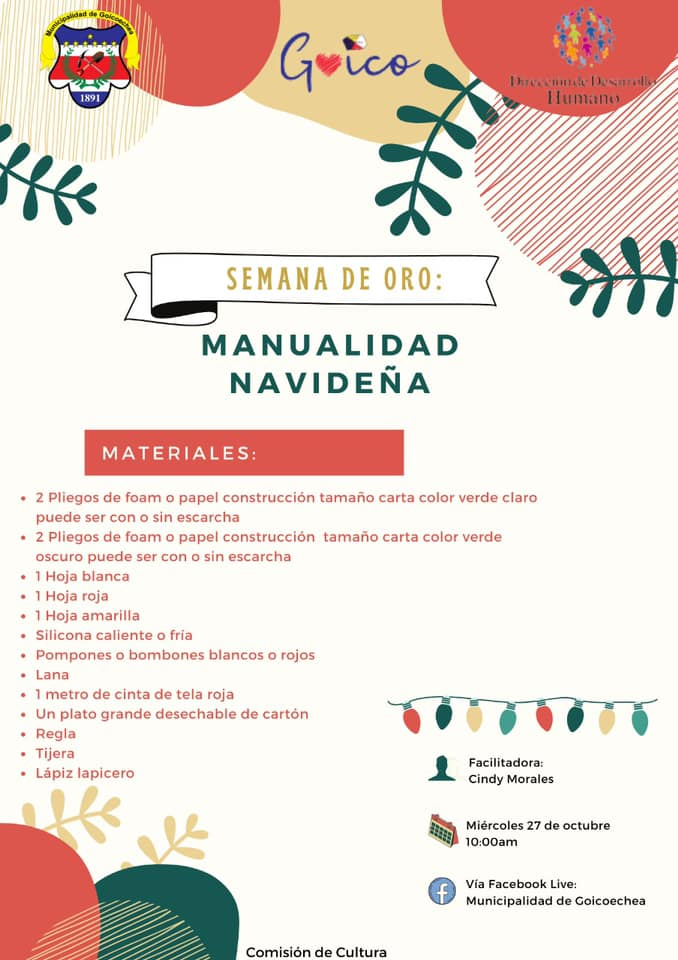 Municipalidad de Goicoechea
1891
Goico
Dirección de Desarrollo
Humano
SEMANA DE ORO:
MANUALIDAD
NAVIDEÑA
MATERIALES:
• 2 Pliegos de foam o papel construcción tamaño carta color verde claro
puede ser con o sin escarcha
• 2 Pliegos de foam o papel construcción tamaño carta color verde
oscuro puede ser con o sin escarcha
• 1 Hoja blanca
• 1 Hoja roja
• 1 Hoja amarilla
• Silicona caliente o fría
• Pompones o bombones blancos o rojos
• Lana
• 1 metro de cinta de tela roja
• Un plato grande desechable de cartón
• Regla
• Tijera
• Lápiz lapicero
Facilitadora:
Cindy Morales
Miércoles 27 de octubre
10:00am
Vía Facebook Live:
Municipalidad de Goicoechea
Comisión de Cultura